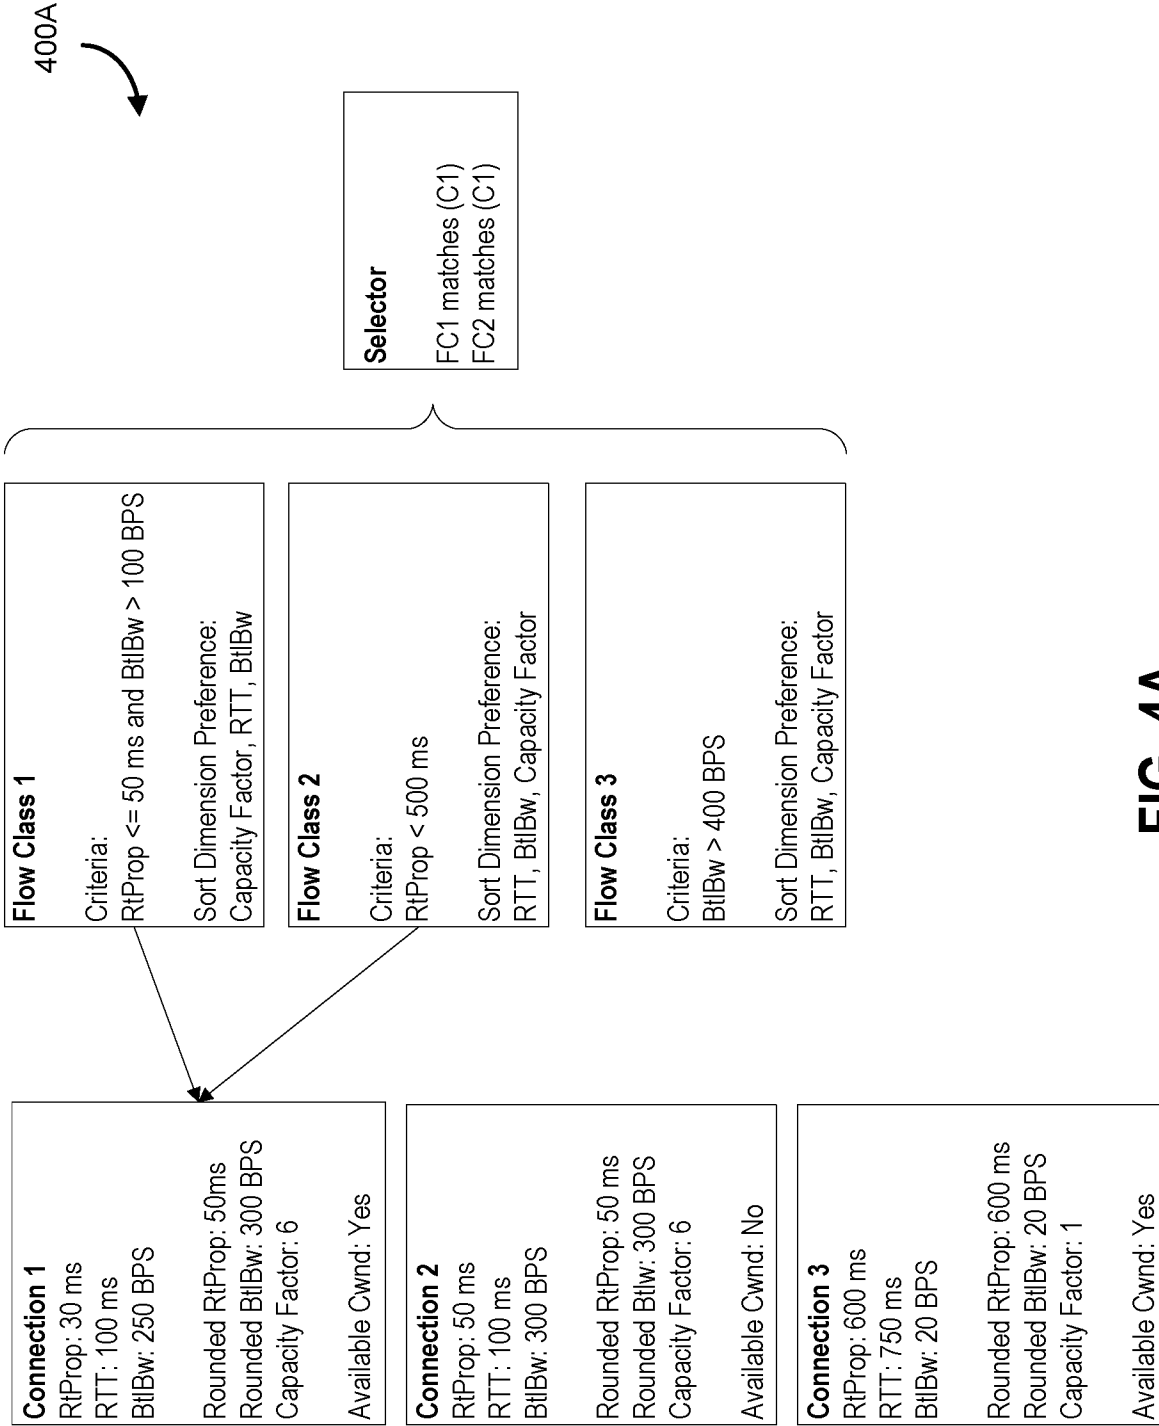 400A
Connection 1
RtProp: 30 ms
RTT: 100 ms
BtlBw: 250 BPS
Rounded RtProp: 50ms
Rounded BtlBw: 300 BPS
Capacity Factor: 6
Available Cwnd: Yes
Connection 2
RtProp: 50 ms
RTT: 100 ms
BtlBw: 300 BPS
Rounded RtProp: 50 ms
Rounded Btlw: 300 BPS
Capacity Factor: 6
Available Cwnd: No
Connection 3
RtProp: 600 ms
RTT: 750 ms
BtlBw: 20 BPS
Rounded RtProp: 600 ms
Rounded BtlBw: 20 BPS
Capacity Factor: 1
Available Cwnd: Yes
Flow Class 1
Criteria:
RtProp <= 50 ms and BtlBw > 100 BPS
Sort Dimension Preference:
Capacity Factor, RTT, BtlBw
Flow Class 2
Criteria:
RtProp < 500 ms
Sort Dimension Preference:
RTT, BtlBw, Capacity Factor
Flow Class 3
Criteria:
BtlBw > 400 BPS
Sort Dimension Preference:
RTT, BtlBw, Capacity Factor
Selector
FC1 matches (C1)
FC2 matches (C1)
FIG. 4A